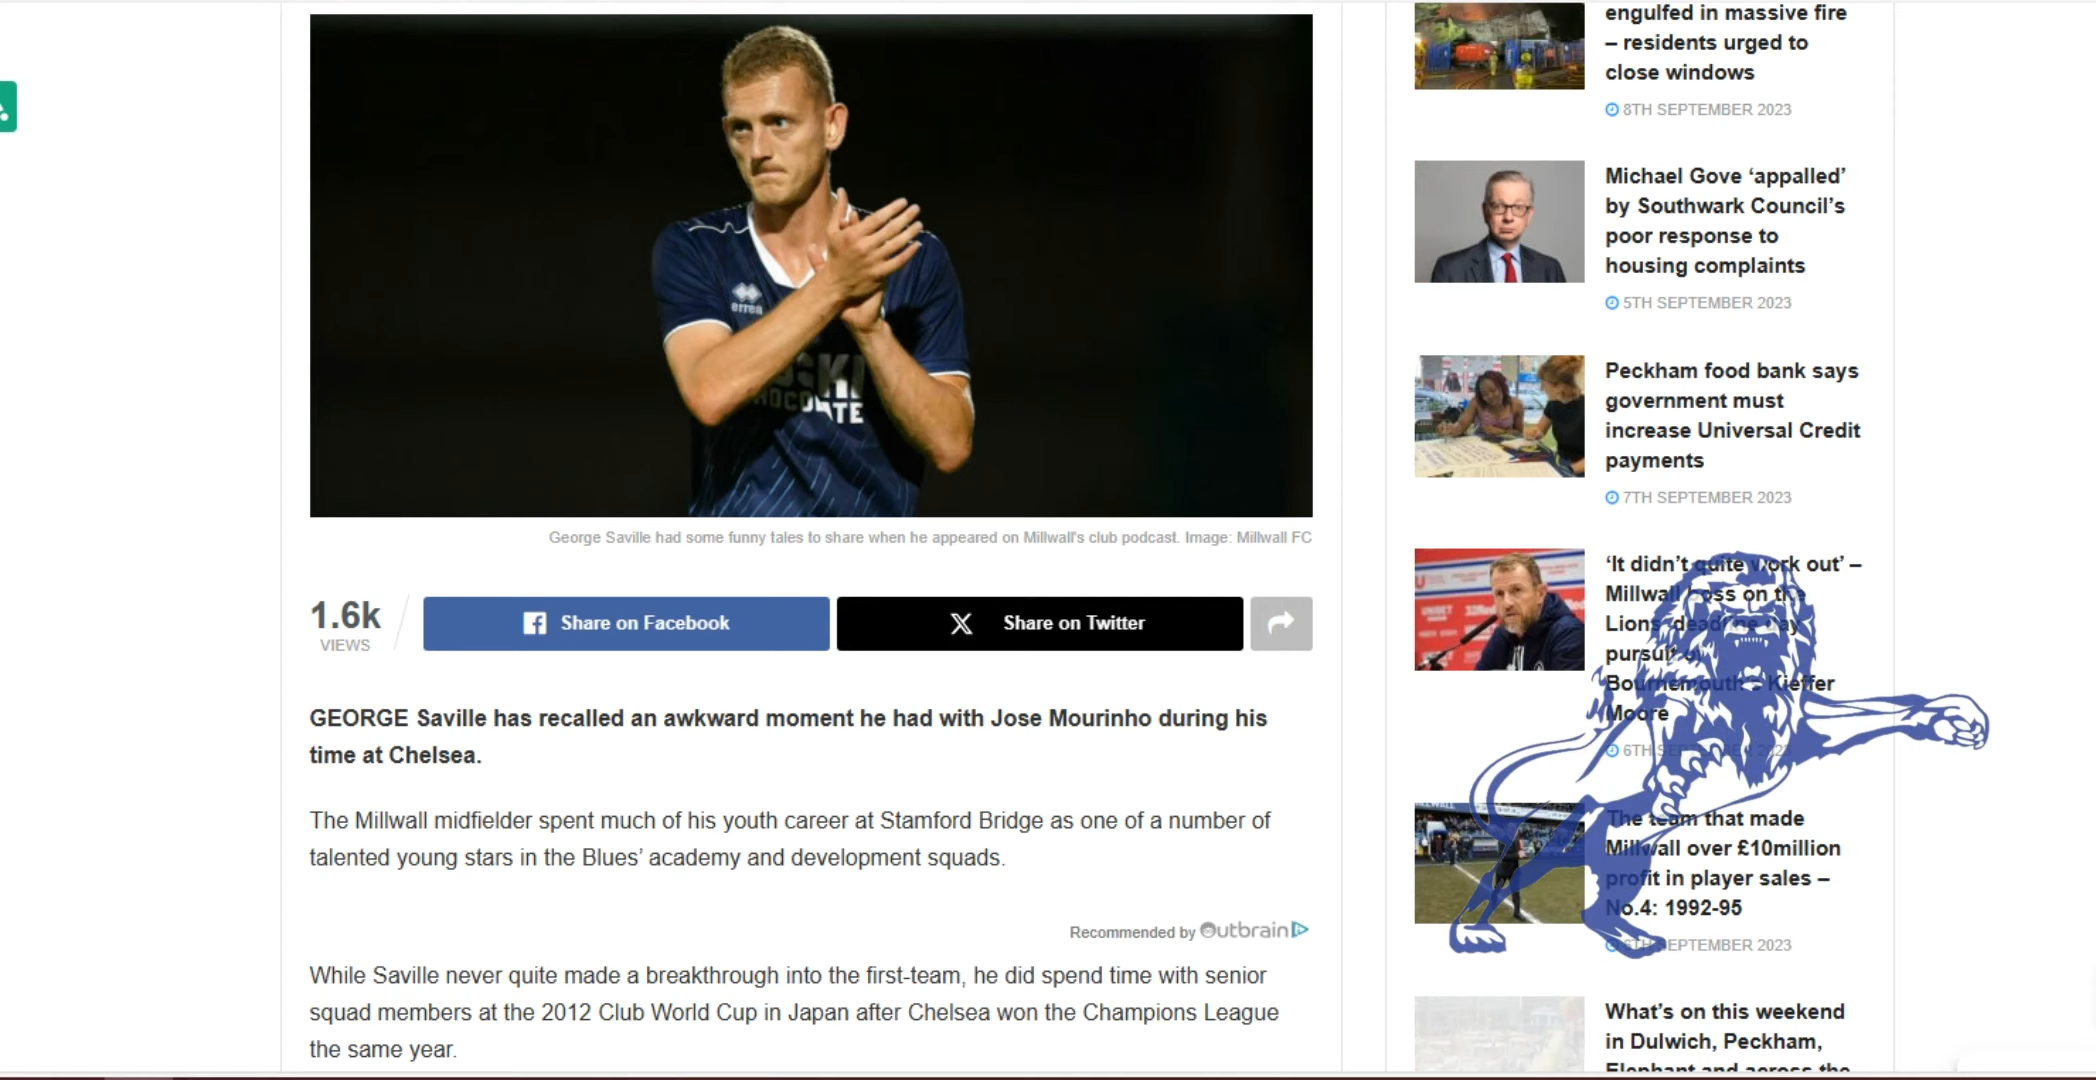 errea
George Saville had some funny tales to share when he appeared on Millwall's club podcast. Image: Millwall FC
1.6k
VIEWS
Share on Facebook
Share on Twitter
GEORGE Saville has recalled an awkward moment he had with Jose Mourinho during his
time at Chelsea.
The Millwall midfielder spent much of his youth career at Stamford Bridge as one of a number of
talented young stars in the Blues’ academy and development squads.
Recommended by Outbrain
While Saville never quite made a breakthrough into the first-team, he did spend time with senior
squad members at the 2012 Club World Cup in Japan after Chelsea won the Champions League
the same year.
engulfed in massive fire
– residents urged to
close windows
8TH SEPTEMBER 2023
Michael Gove ‘appalled’
by Southwark Council’s
poor response to
housing complaints
5TH SEPTEMBER 2023
Peckham food bank says
government must
increase Universal Credit
payments
7TH SEPTEMBER 2023
‘It didn’t quite work out’ –
Millwall boss on the
Lions’ deadline day
pursuit of
Bournemouth’s Kieffer
Moore
6TH SEPTEMBER 2023
The team that made
Millwall over £10million
profit in player sales –
No.4: 1992-95
6TH SEPTEMBER 2023
What’s on this weekend
in Dulwich, Peckham,
Elephant and across the